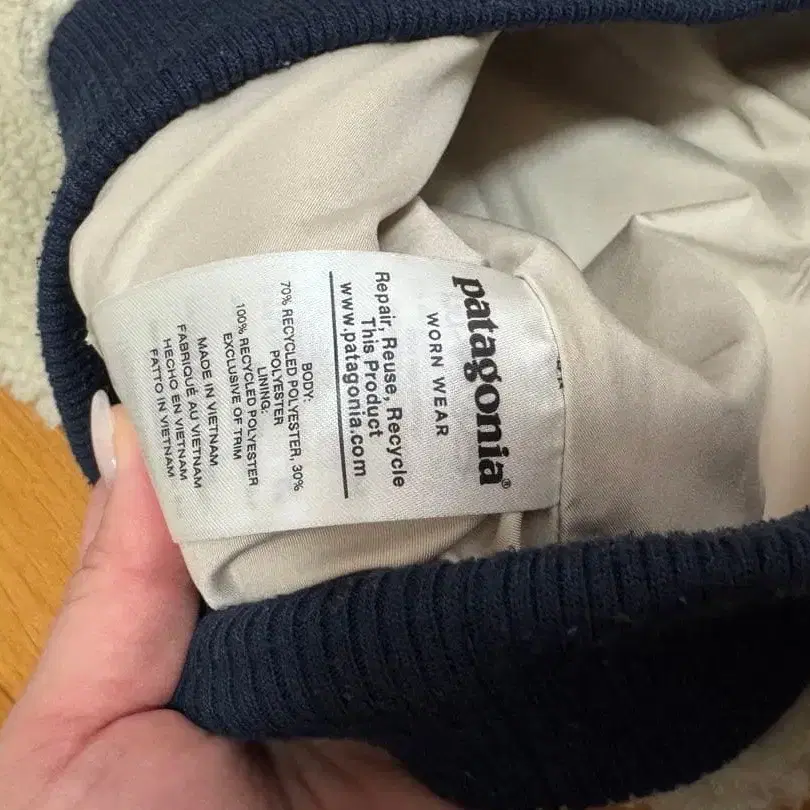 patagonia®
WORN WEAR
Repair, Reuse, Recycle
This Product
www.patagonia.com
BODY:
70% RECYCLED POLYESTER, 30%
POLYESTER
LINING:
100% RECYCLED POLYESTER
EXCLUSIVE OF TRIM
MADE IN VIETNAM
FABRIQUÉ AU VIETNAM
HECHO EN VIETNAM
FATTO IN VIETNAM